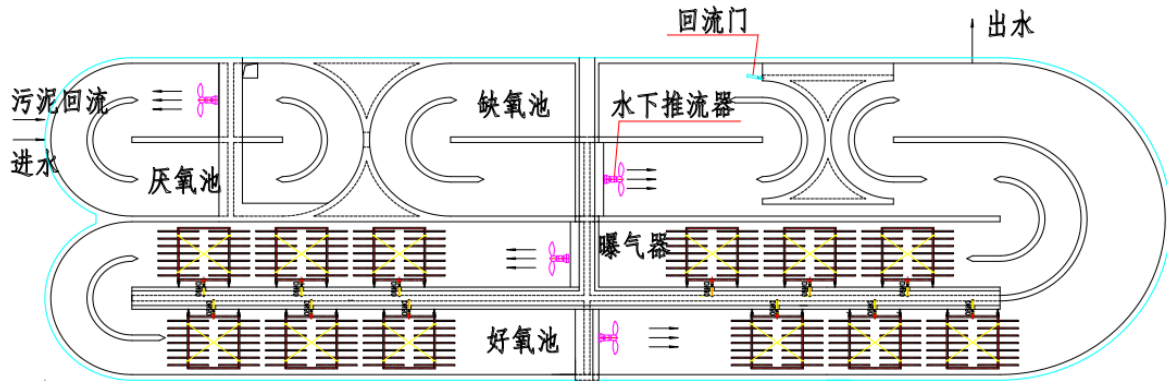 回流门
出水
污泥回流
缺氧池
水下推流器
进水
厌氧池
曝气器
好氧池